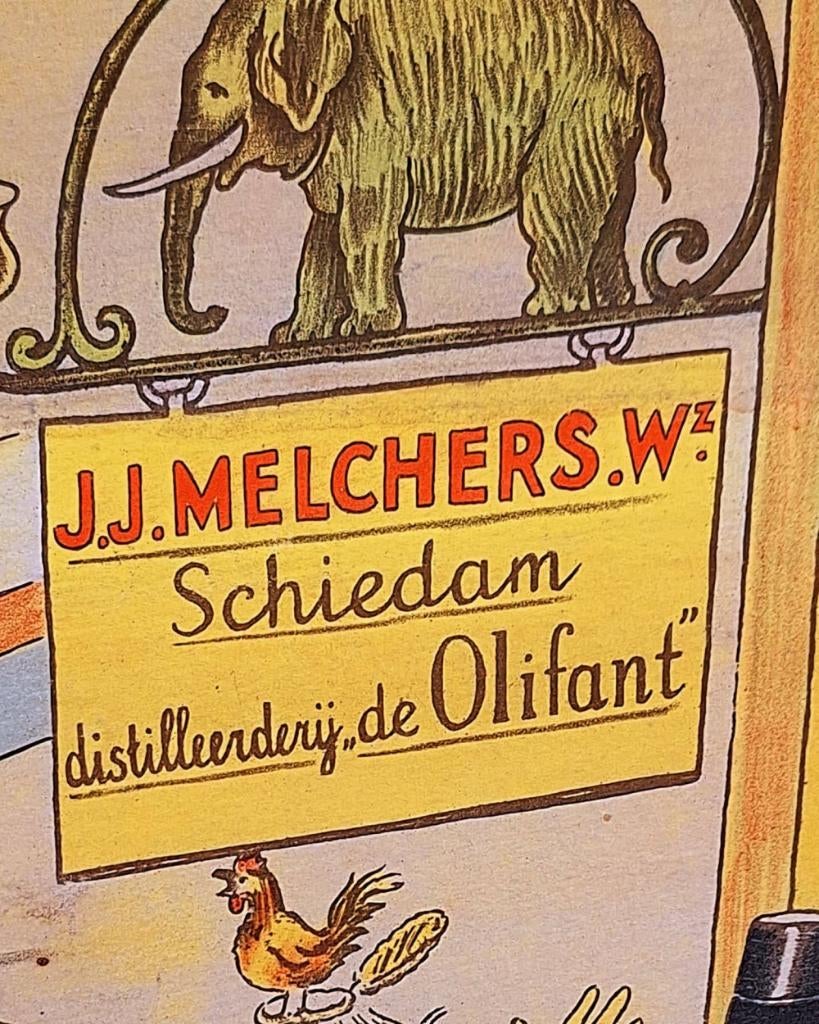 J.J. MELCHERS. Wz.
Schiedam
distilleerderij „de Olifant”